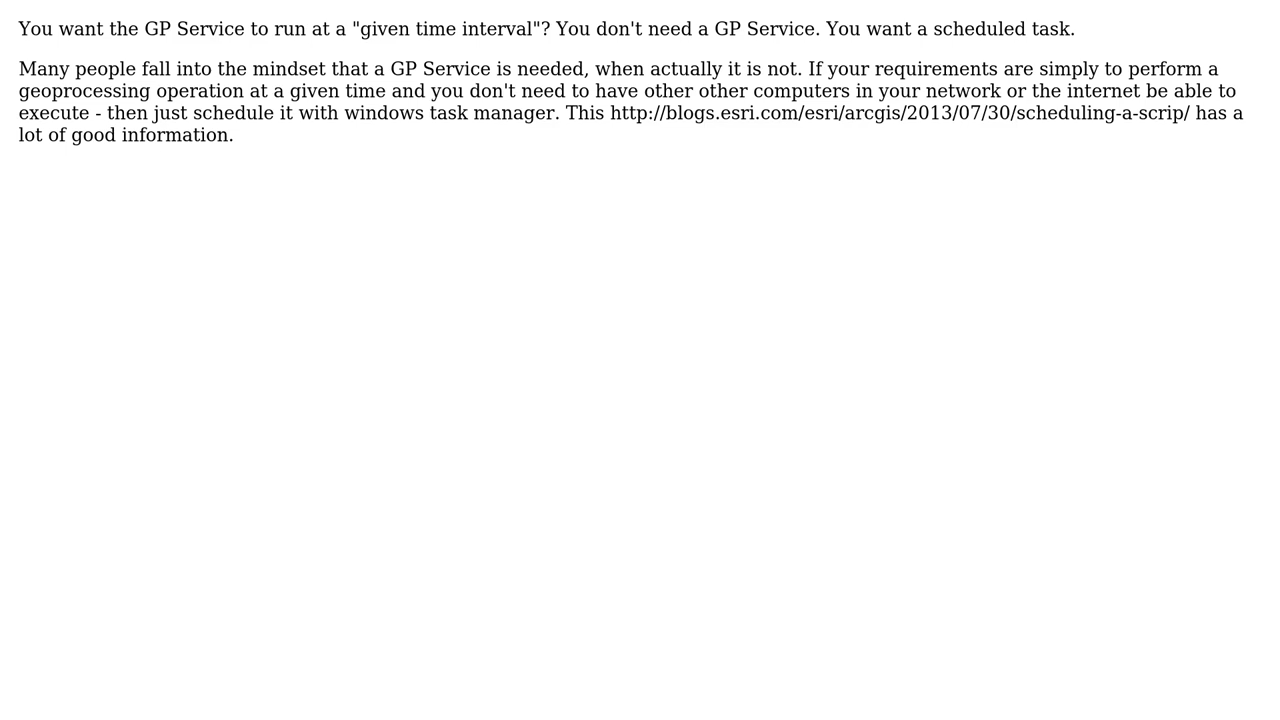 You want the GP Service to run at a "given time interval"? You don't need a GP Service. You want a scheduled task.
Many people fall into the mindset that a GP Service is needed, when actually it is not. If your requirements are simply to perform a
geoprocessing operation at a given time and you don't need to have other other computers in your network or the internet be able to
execute - then just schedule it with windows task manager. This http://blogs.esri.com/esri/arcgis/2013/07/30/scheduling-a-scrip/ has a
lot of good information.